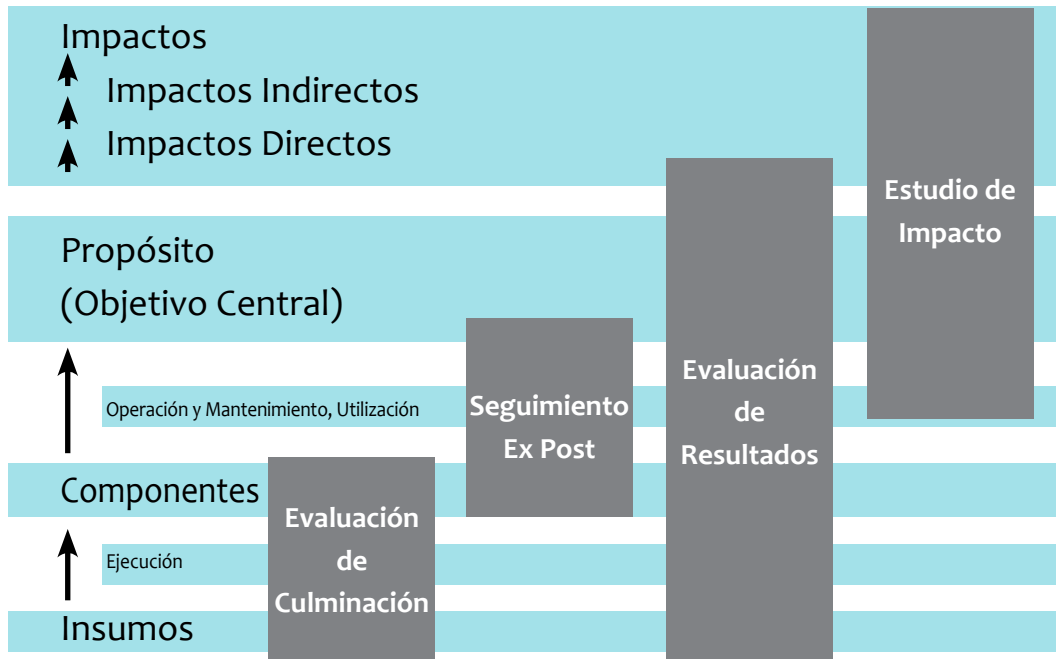 Impactos
Impactos Indirectos
Impactos Directos
Propósito
(Objetivo Central)
Operación y Mantenimiento, Utilización
Componentes
Ejecución
Insumos
Evaluación
de
Culminación
Seguimiento
Ex Post
Evaluación
de
Resultados
Estudio de
Impacto